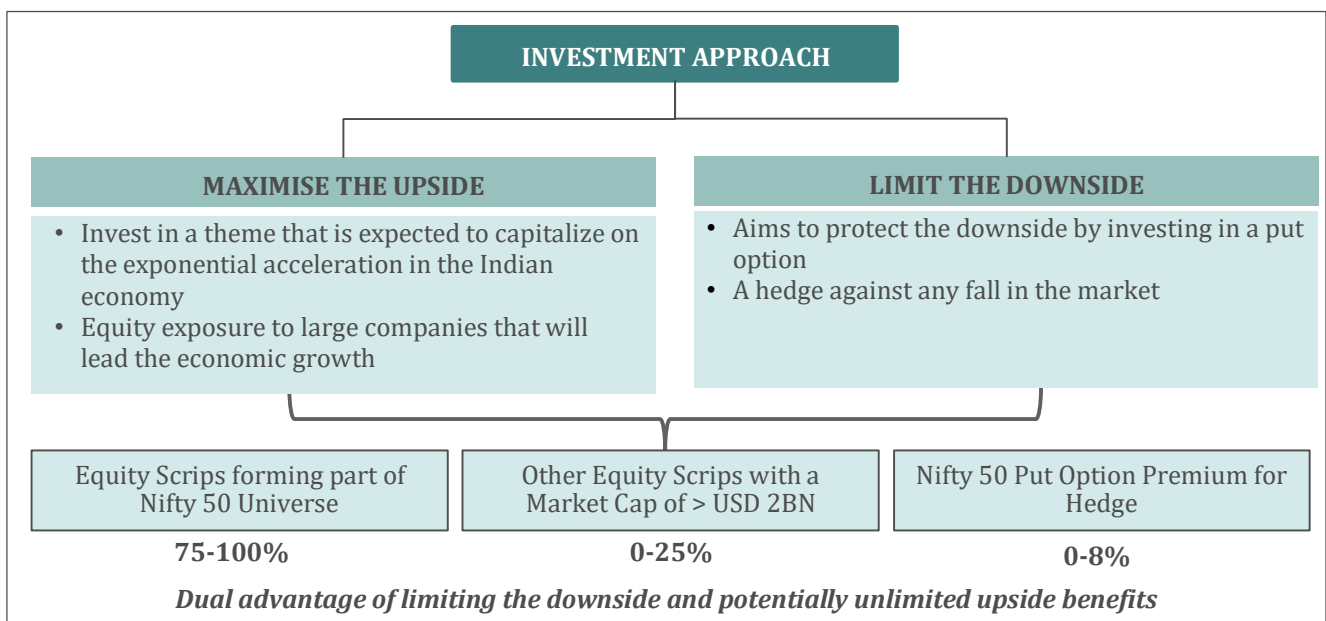 INVESTMENT APPROACH
MAXIMISE THE UPSIDE
• Invest in a theme that is expected to capitalize on
the exponential acceleration in the Indian
economy
• Equity exposure to large companies that will
lead the economic growth
LIMIT THE DOWNSIDE
• Aims to protect the downside by investing in a put
option
• A hedge against any fall in the market
Equity Scrips forming part of
Nifty 50 Universe
75-100%
Other Equity Scrips with a
Market Cap of > USD 2BN
0-25%
Nifty 50 Put Option Premium for
Hedge
0-8%
Dual advantage of limiting the downside and potentially unlimited upside benefits